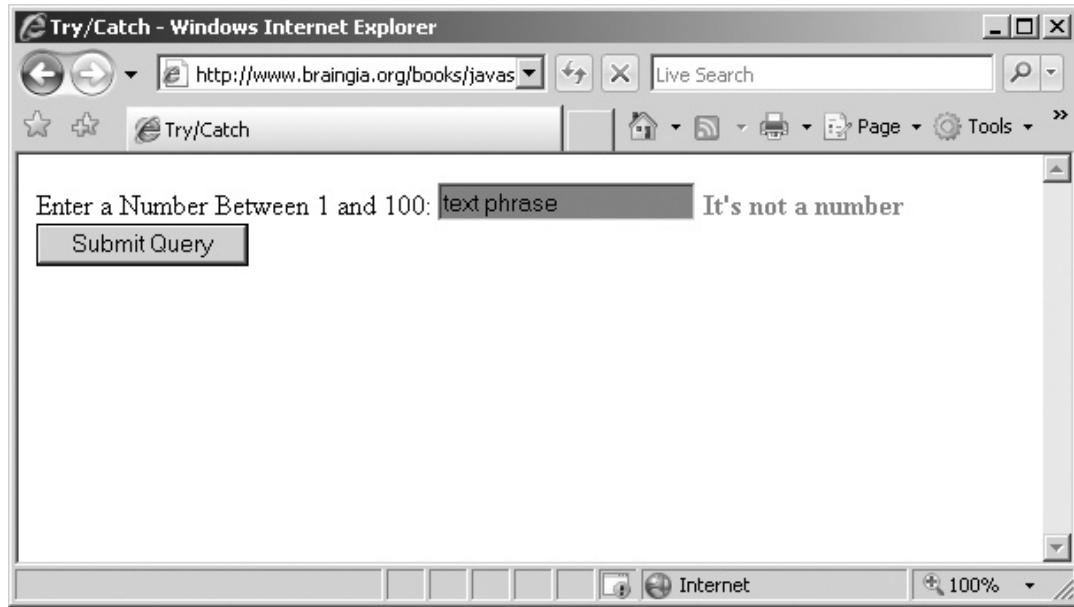 Try/Catch - Windows Internet Explorer
http://www.braingia.org/books/javas
Live Search
Try/Catch
Page
Tools
Enter a Number Between 1 and 100: text phrase It's not a number
Submit Query
Internet
100%